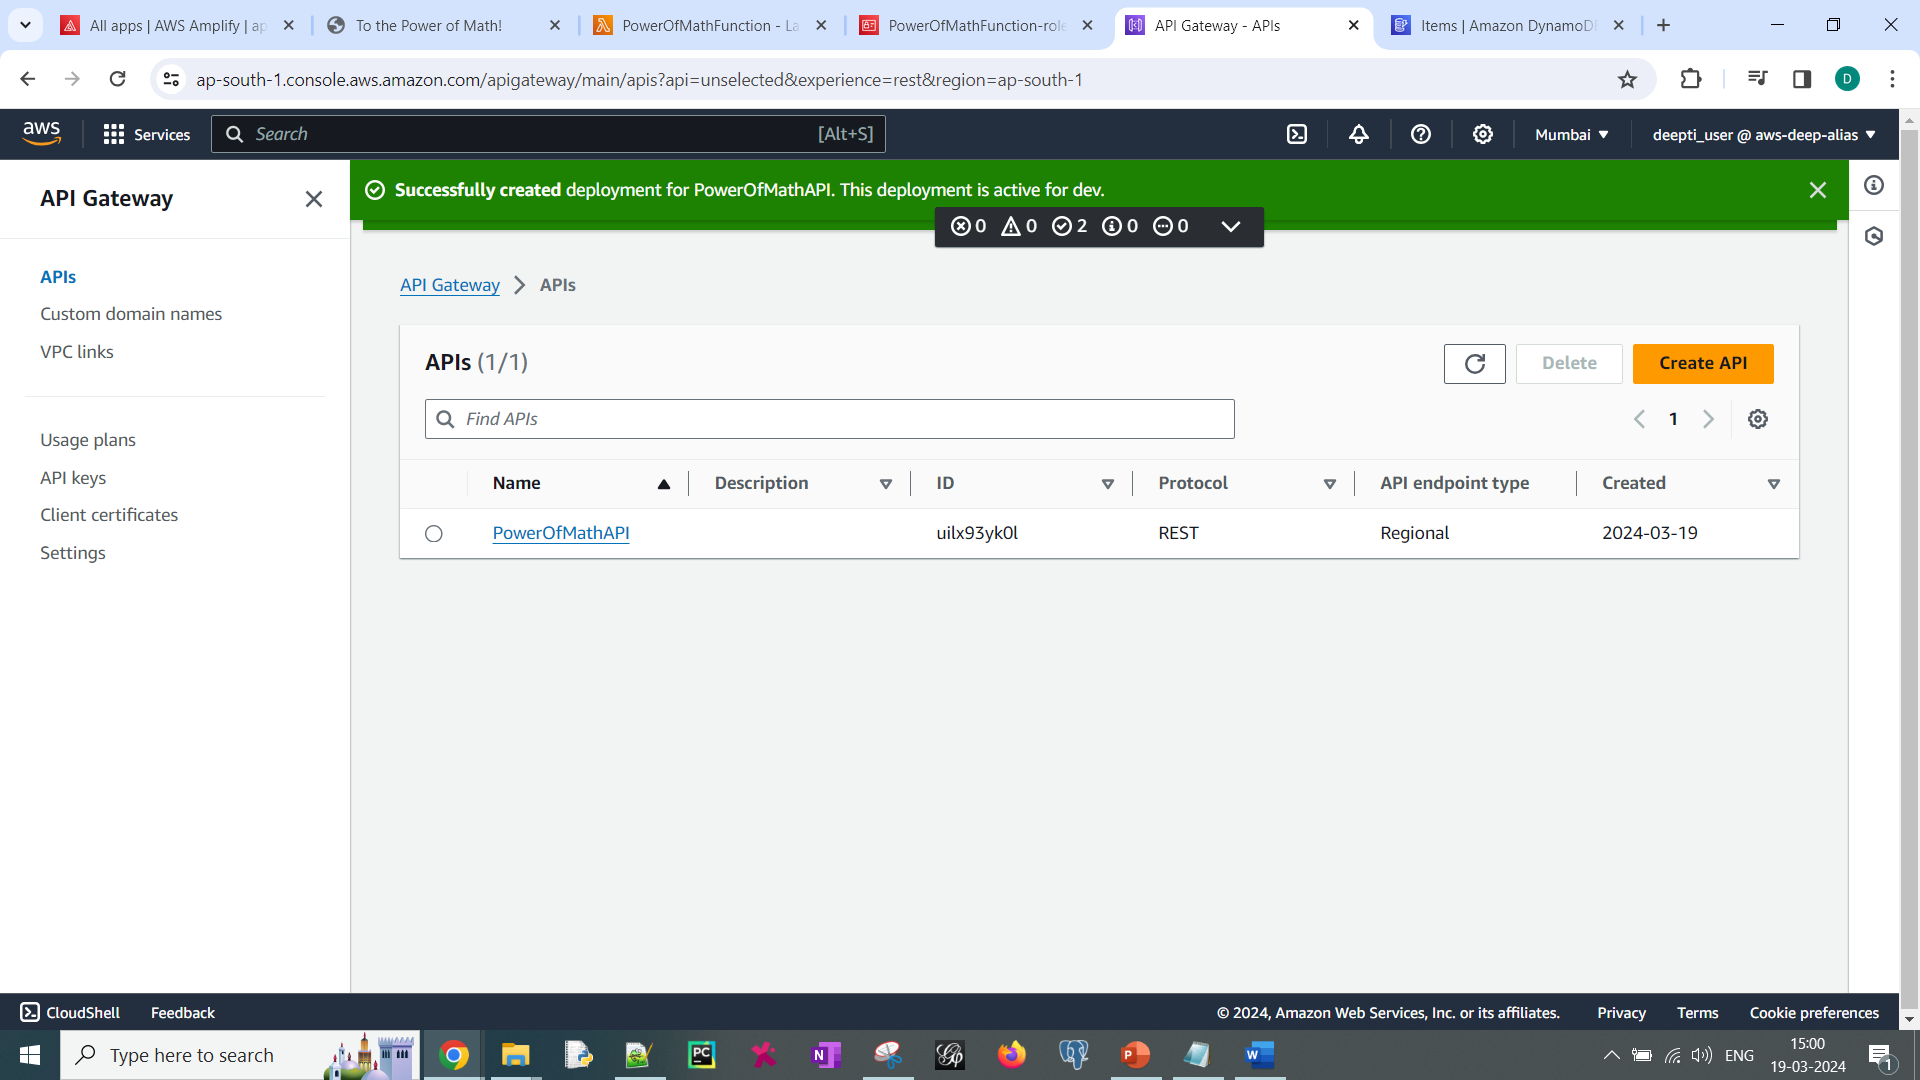 All apps | AWS Amplify | ap
To the Power of Math!
PowerOfMathFunction - La
PowerOfMathFunction-role
API Gateway - APIs
Items | Amazon DynamoDB
ap-south-1.console.aws.amazon.com/apigateway/main/apis?api=unselected&experience=rest&region=ap-south-1
D
aws
Services
Search
[Alt+S]
Mumbai
deepti_user @ aws-deep-alias
API Gateway
Successfully created deployment for PowerOfMathAPI. This deployment is active for dev.
0 0 2 0 0
APIs
Custom domain names
VPC links
Usage plans
API keys
Client certificates
Settings
API Gateway > APIs
APIs (1/1)
Delete
Create API
Find APIs
1
Name Description ID Protocol API endpoint type Created
PowerOfMathAPI uilx93yk0l REST Regional 2024-03-19
CloudShell Feedback
© 2024, Amazon Web Services, Inc. or its affiliates. Privacy Terms Cookie preferences
Type here to search
PC
N
P
W
ENG
15:00
19-03-2024
1